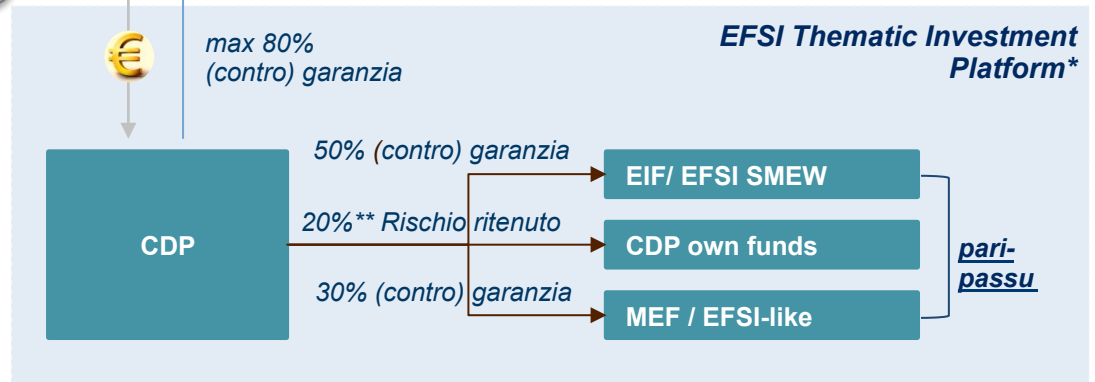 max 80%
(contro) garanzia
EFSI Thematic Investment
Platform*
€
50% (contro) garanzia
EIF/ EFSI SMEW
20%** Rischio ritenuto
CDP
CDP own funds
pari-
passu
30% (contro) garanzia
MEF / EFSI-like